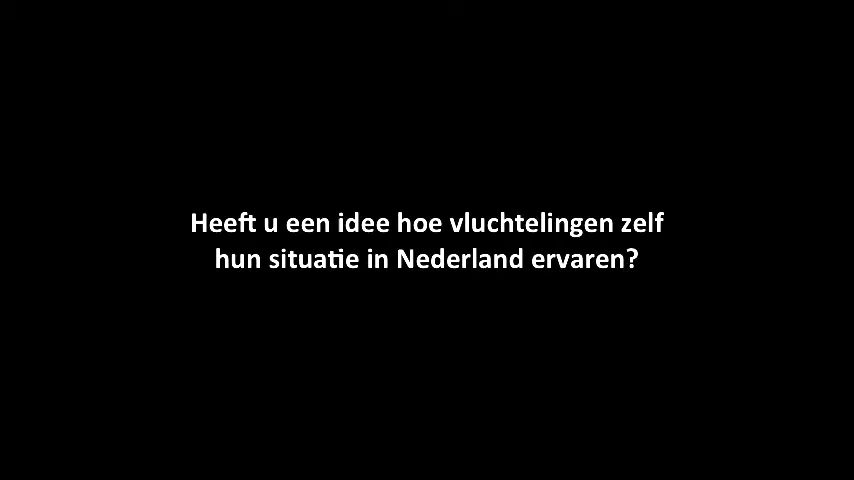 Heeft u een idee hoe vluchtelingen zelf
hun situatie in Nederland ervaren?